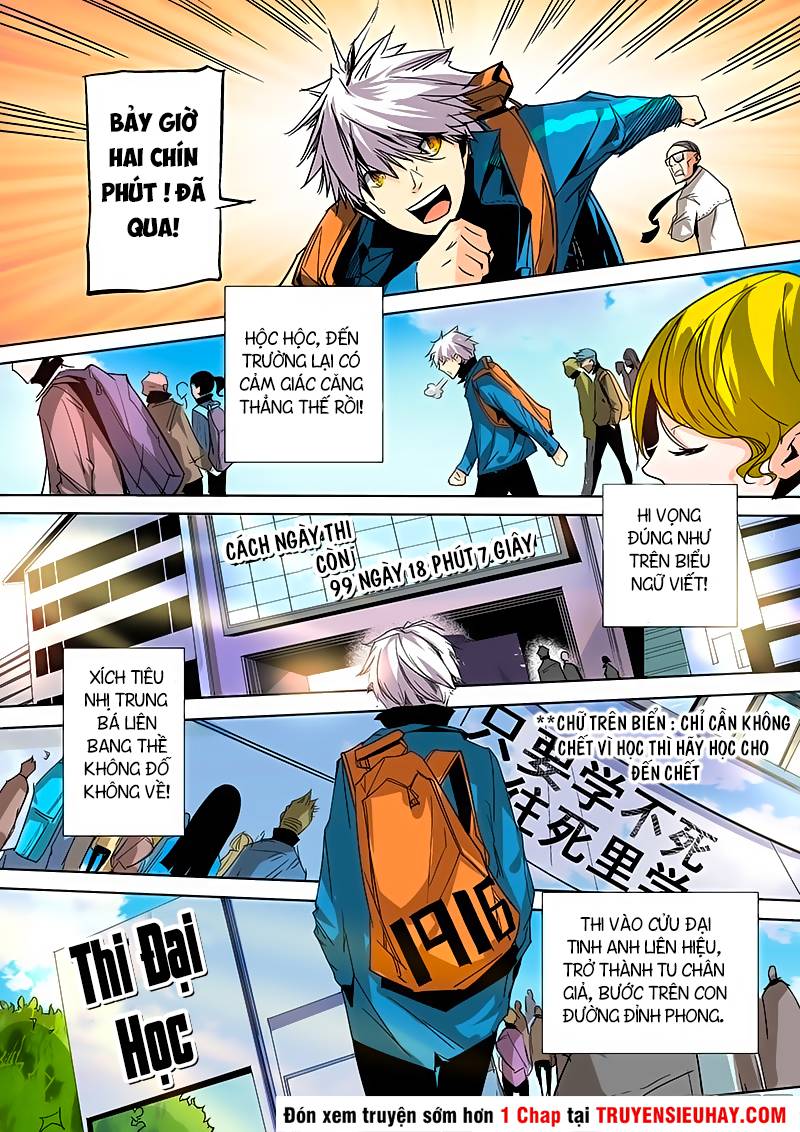 BẢY GIỜ
HAI CHÍN
PHÚT ! ĐÃ
QUA!
HỘC HỘC, ĐẾN
TRƯỜNG LẠI CÓ
CẢM GIÁC CĂNG
THẲNG THẾ RỒI!
HI VỌNG
ĐÚNG NHƯ
TRÊN BIỂU
NGỮ VIẾT!
CÁCH NGÀY THI
CÒN
99 NGÀY 18 PHÚT 7 GIÂY
XÍCH TIÊU
NHỊ TRUNG
BÁ LIÊN
BANG THỀ
KHÔNG ĐỖ
KHÔNG VỀ!
**CHỮ TRÊN BIỂN : CHỈ CẦN KHÔNG
CHẾT VÌ HỌC THÌ HÃY HỌC CHO
ĐẾN CHẾT
只要学不死
往死里学
1916
Thi Đại
Học
THI VÀO CỬU ĐẠI
TINH ANH LIÊN HIỆU,
TRỞ THÀNH TU CHÂN
GIẢ, BƯỚC TRÊN CON
ĐƯỜNG ĐỈNH PHONG.
Đón xem truyện sớm hơn 1 Chap tại TRUYENSIEUHAY.COM